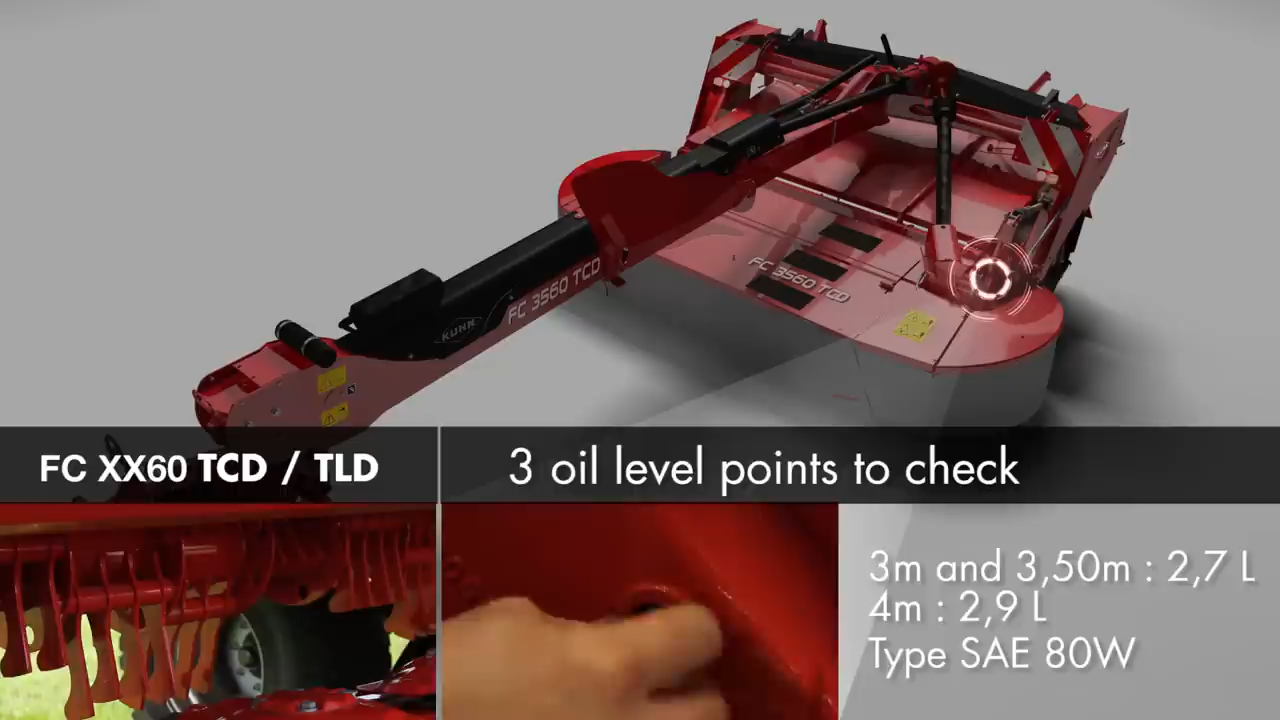 KUHN
FC 3560 TCD
FC 3560 TCD
FC XX60 TCD / TLD
3 oil level points to check
3m and 3,50m : 2,7 L
4m : 2,9 L
Type SAE 80W